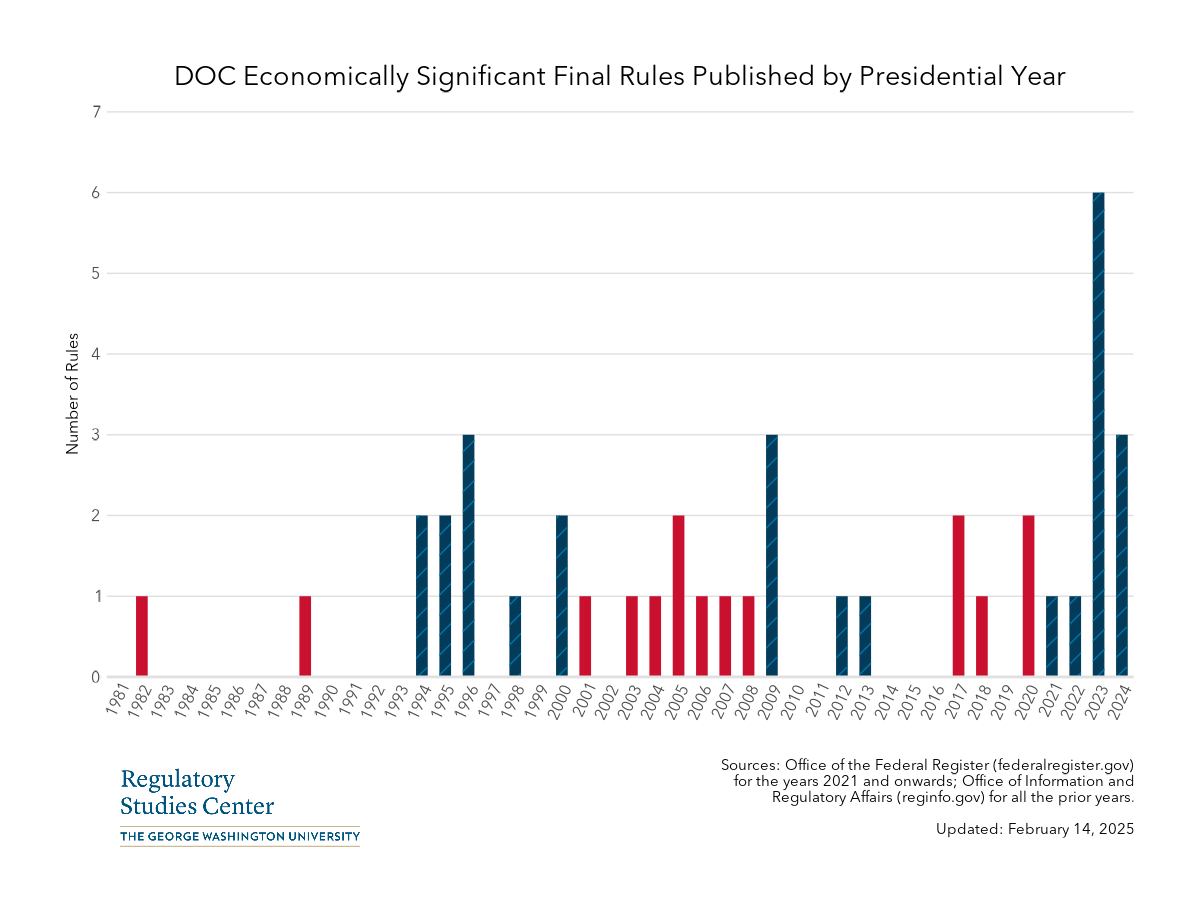 DOC Economically Significant Final Rules Published by Presidential Year
7
6
5
4
3
2
1
0
Number of Rules
1981 1982 1983 1984 1985 1986 1987 1988 1989 1990 1991 1992 1993 1994 1995 1996 1997 1998 1999 2000 2001 2002 2003 2004 2005 2006 2007 2008 2009 2010 2011 2012 2013 2014 2015 2016 2017 2018 2019 2020 2021 2022 2023 2024
Regulatory
Studies Center
THE GEORGE WASHINGTON UNIVERSITY
Sources: Office of the Federal Register (federalregister.gov)
for the years 2021 and onwards; Office of Information and
Regulatory Affairs (reginfo.gov) for all the prior years.
Updated: February 14, 2025